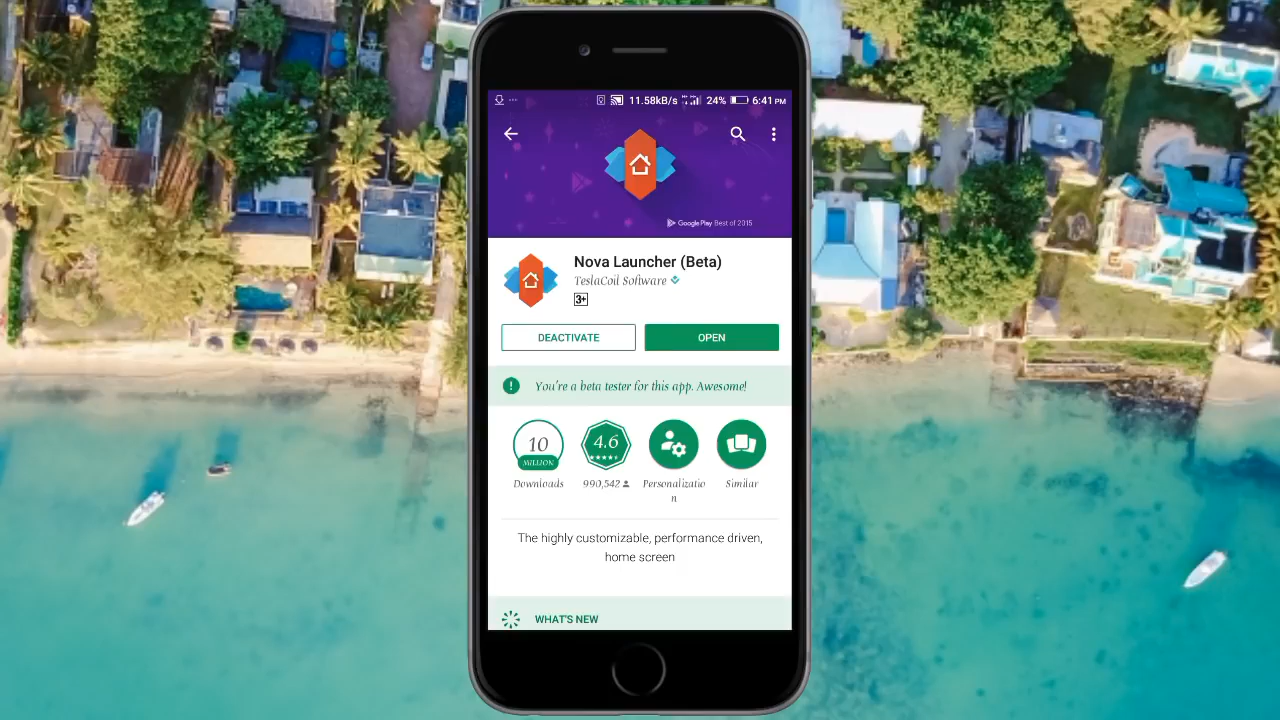 11.58kB/s 24% 6:41 PM
Google Play Best of 2015
Nova Launcher (Beta)
TeslaCoil Software
3+
DEACTIVATE OPEN
You're a beta tester for this app. Awesome!
10 4.6
MILLION
Downloads 990,542 Personalizatio Similar
n
The highly customizable, performance driven,
home screen
WHAT'S NEW